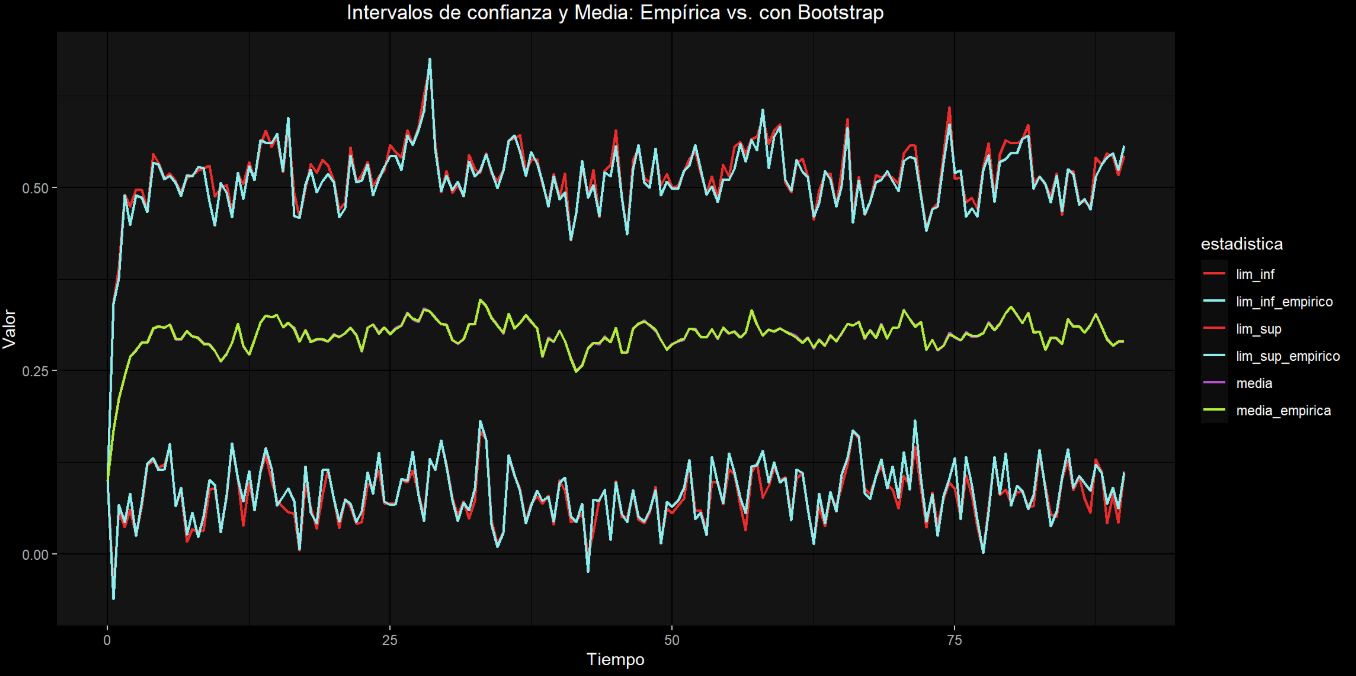 Intervalos de confianza y Media: Empírica vs. con Bootstrap
Valor
0.50
0.25
0.00
0
25
50
75
Tiempo
estadistica
lim_inf
lim_inf_empirico
lim_sup
lim_sup_empirico
media
media_empirica